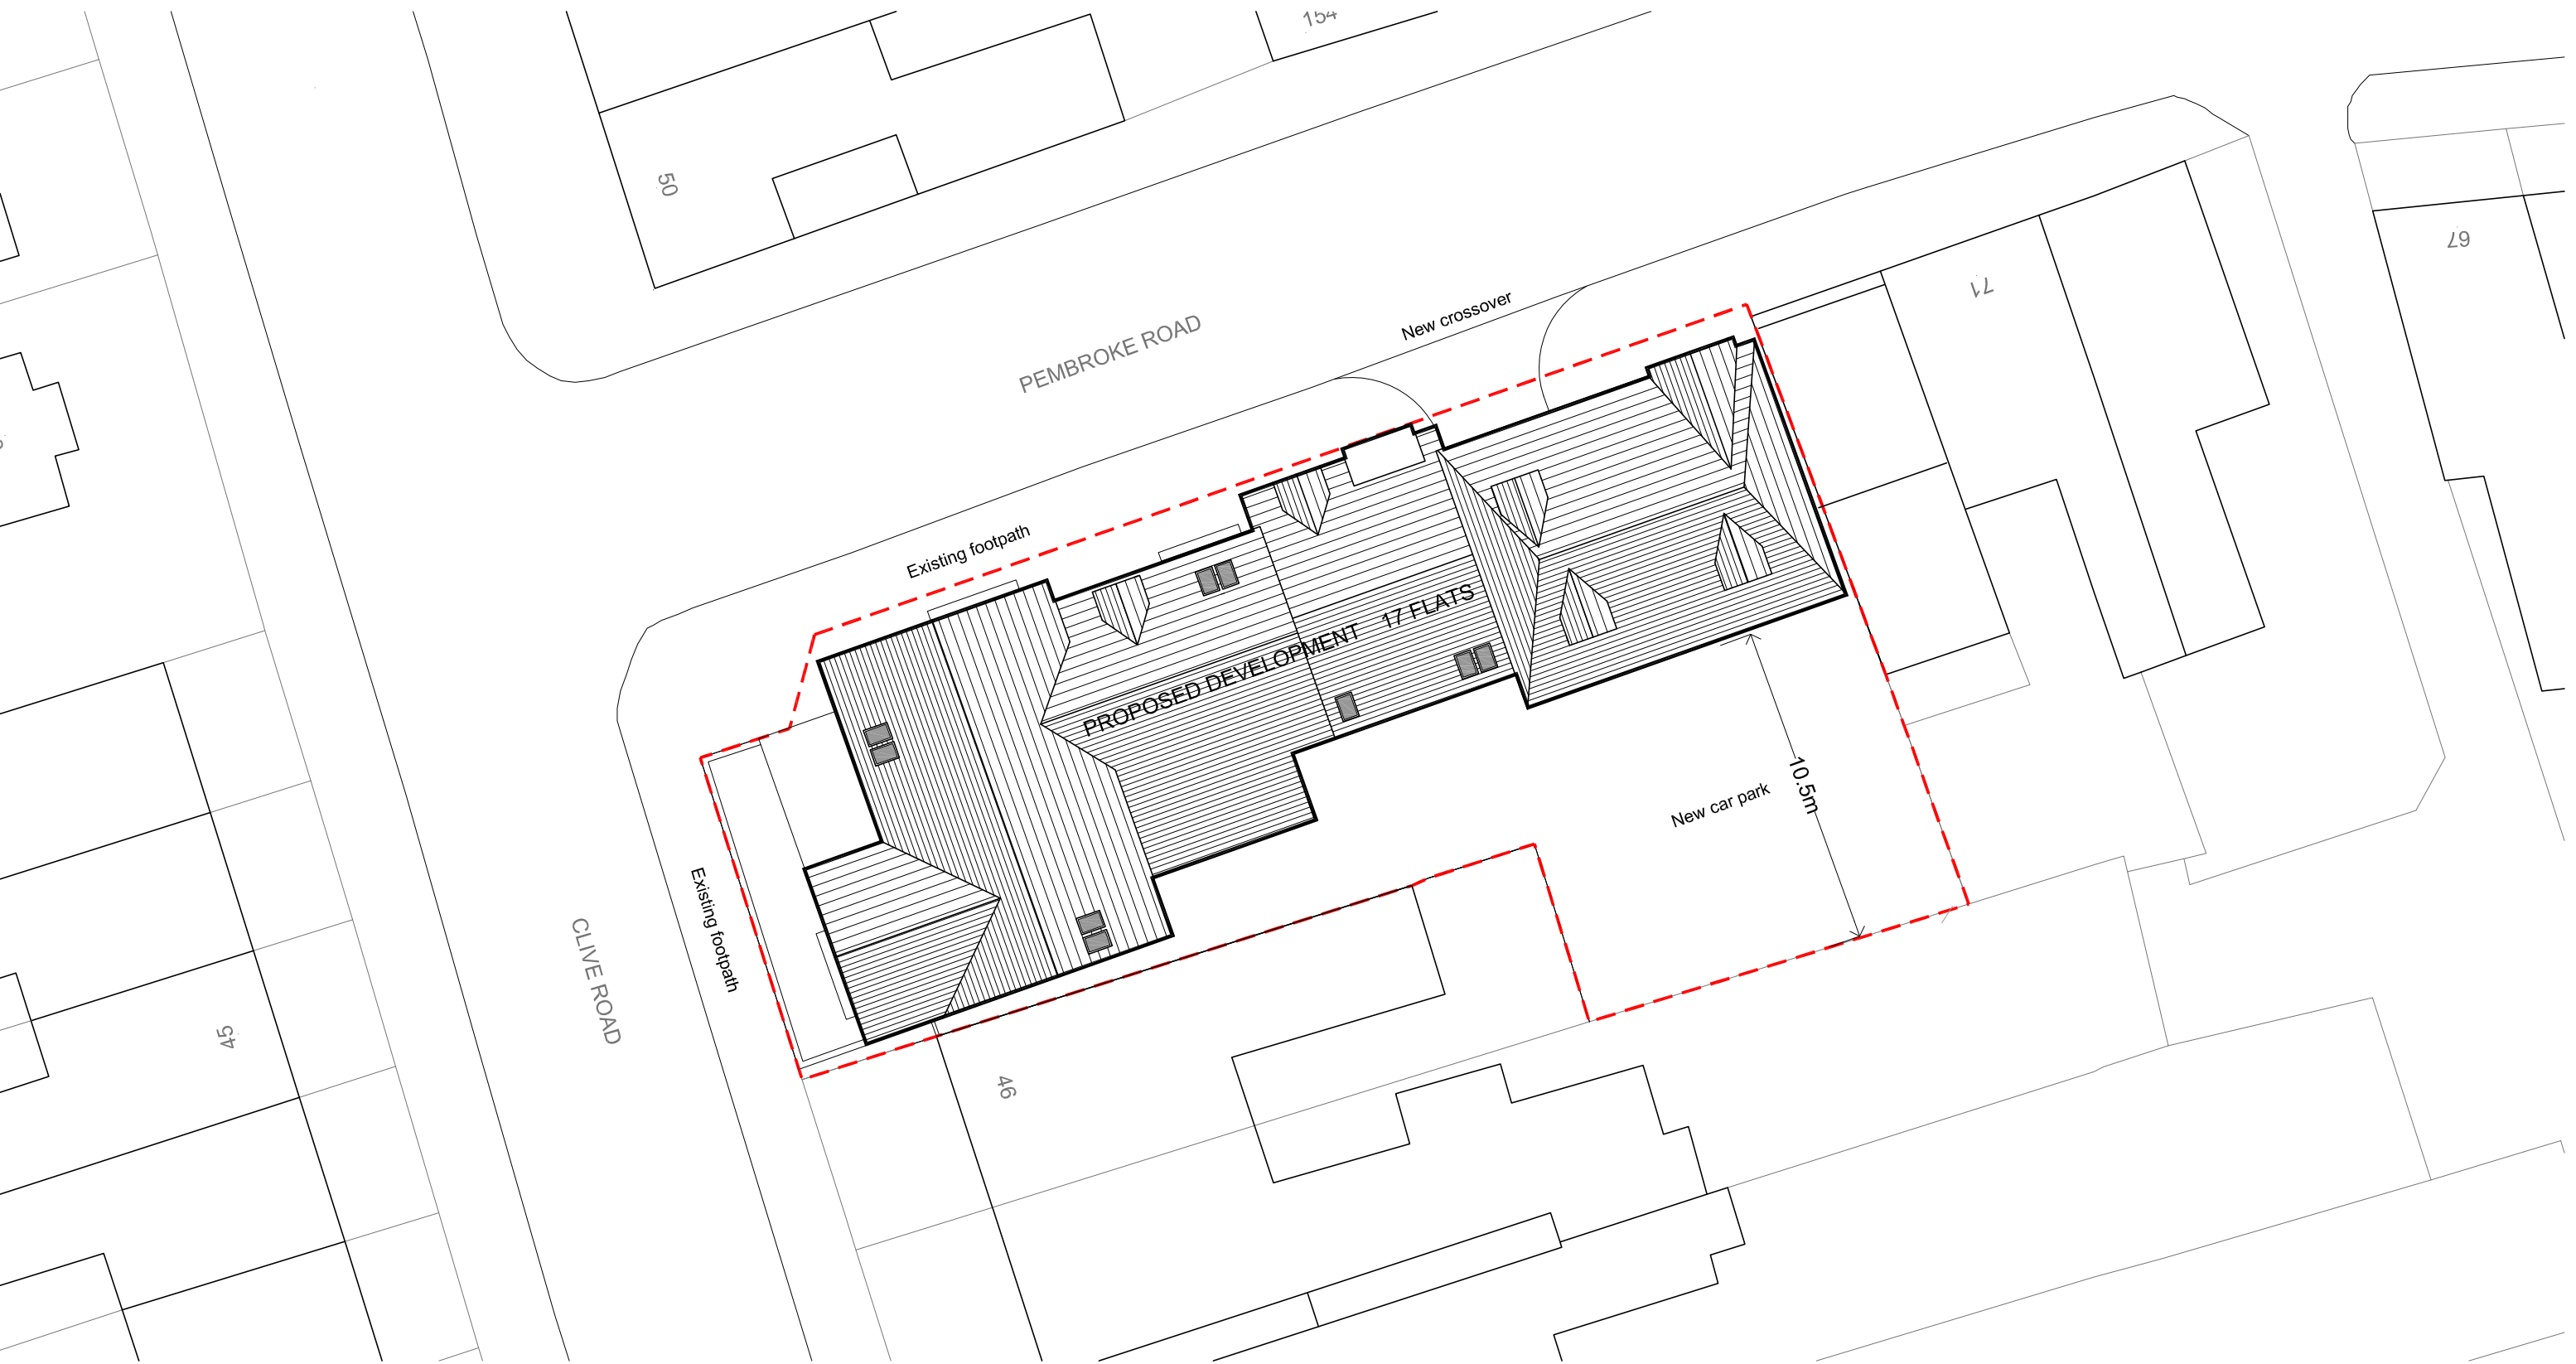 154
50
67
71
New crossover
PEMBROKE ROAD
Existing footpath
PROPOSED DEVELOPMENT 17 FLATS
10.5m
New car park
Existing footpath
CLIVE ROAD
45
46